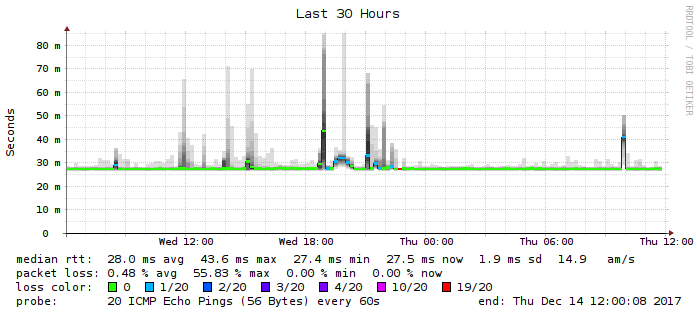 Last 30 Hours
RRDTOOL / TOBI OETIKER
Seconds
80 m
70 m
60 m
50 m
40 m
30 m
20 m
10 m
0
Wed 12:00 Wed 18:00 Thu 00:00 Thu 06:00 Thu 12:00
median rtt: 28.0 ms avg 43.6 ms max 27.4 ms min 27.5 ms now 1.9 ms sd 14.9 am/s
packet loss: 0.48 % avg 55.83 % max 0.00 % min 0.00 % now
loss color: 0 1/20 2/20 3/20 4/20 10/20 19/20
probe: 20 ICMP Echo Pings (56 Bytes) every 60s end: Thu Dec 14 12:00:08 2017